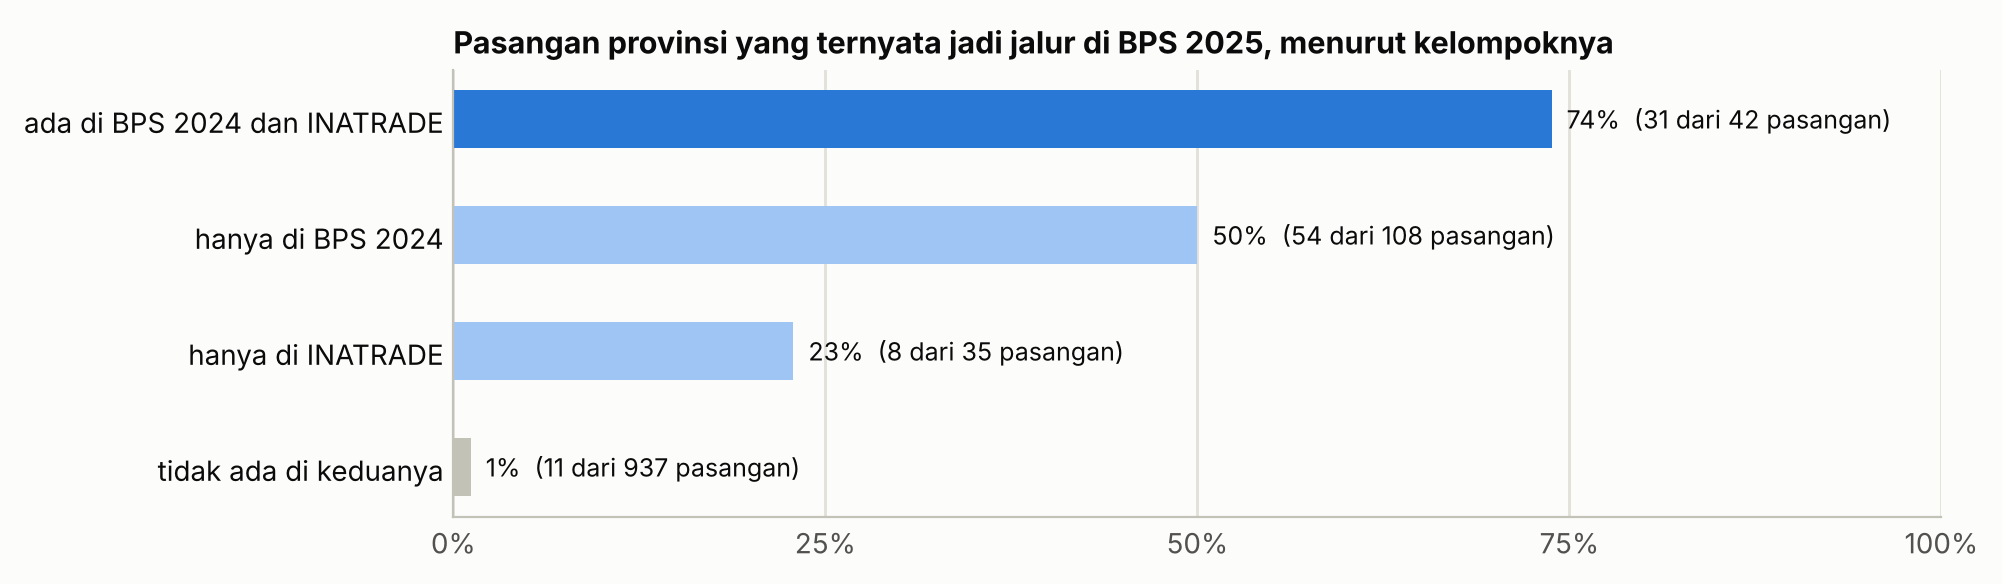 Pasangan provinsi yang ternyata jadi jalur di BPS 2025, menurut kelompoknya
ada di BPS 2024 dan INATRADE
74% (31 dari 42 pasangan)
hanya di BPS 2024
50% (54 dari 108 pasangan)
hanya di INATRADE
23% (8 dari 35 pasangan)
tidak ada di keduanya
1% (11 dari 937 pasangan)
0% 25% 50% 75% 100%